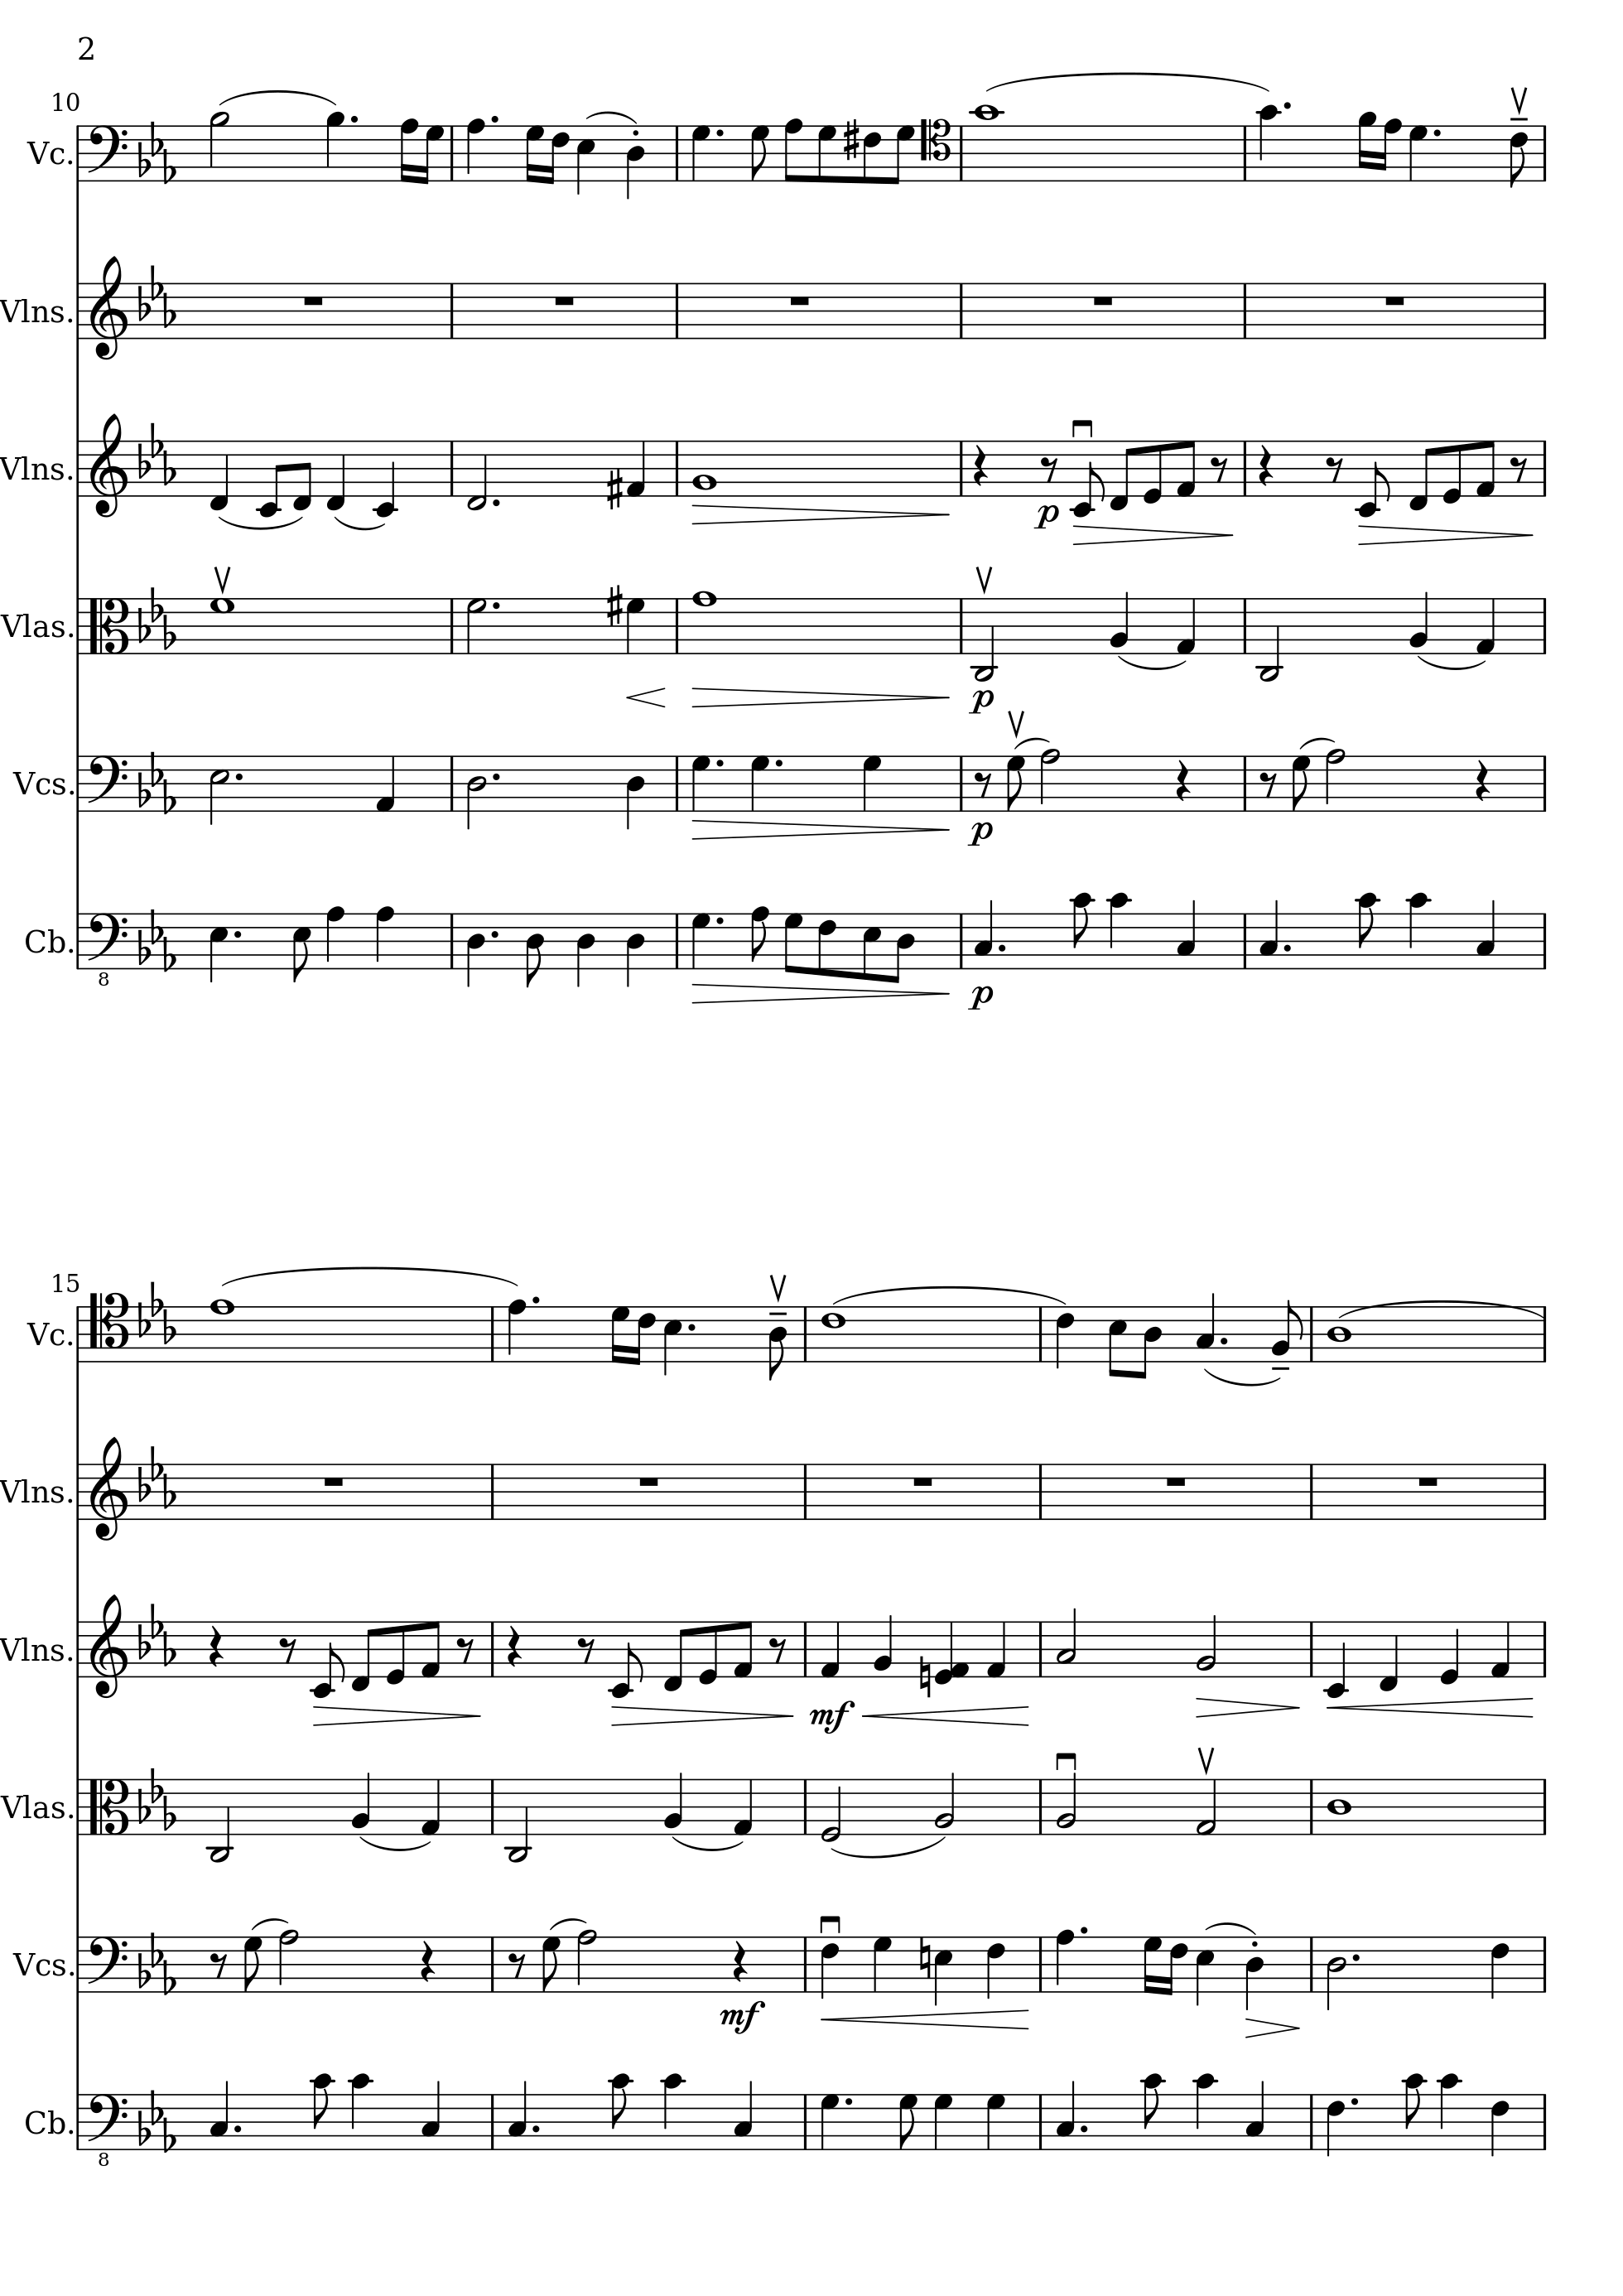 2
10
Vc.
Vlns.
Vlns.
p
Vlas.
p
Vcs.
p
Cb.
8
p
15
Vc.
Vlns.
Vlns.
mf
Vlas.
Vcs.
mf
Cb.
8